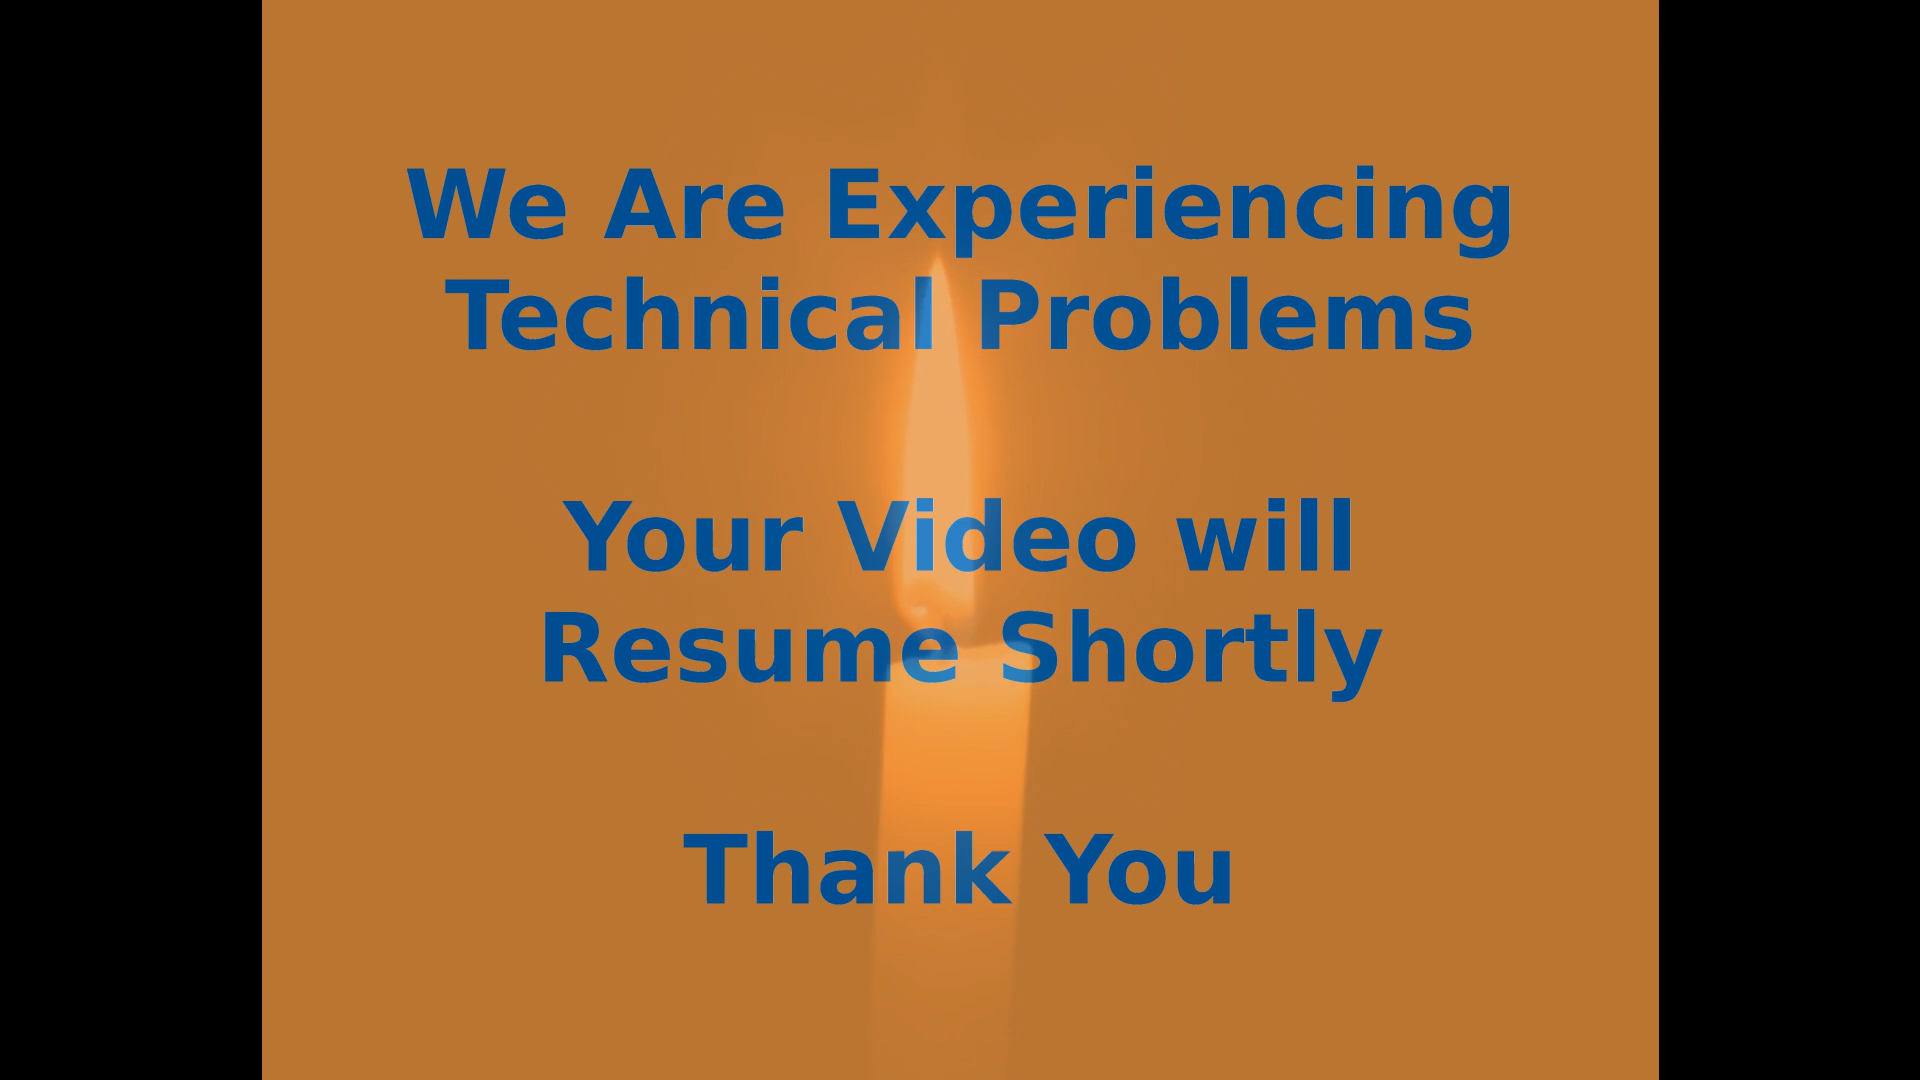 We Are Experiencing
Technical Problems
Your Video will
Resume Shortly
Thank You